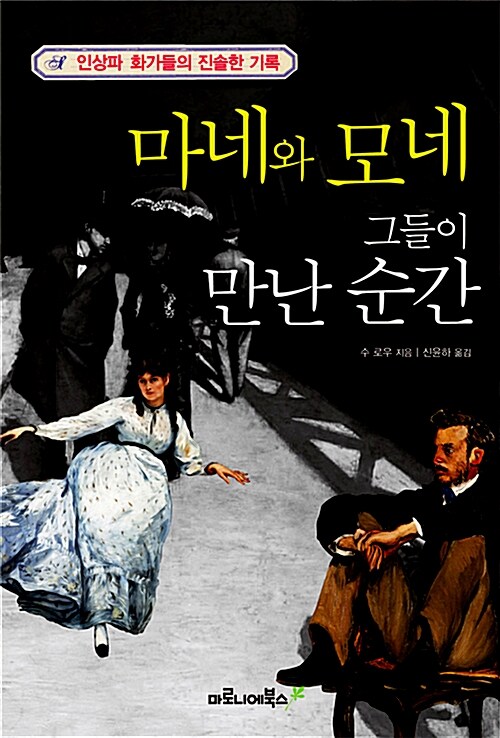 인상파 화가들의 진솔한 기록
마네와 모네
그들이
만난 순간
수 로우 지음 | 신윤하 옮김
마로니에북스